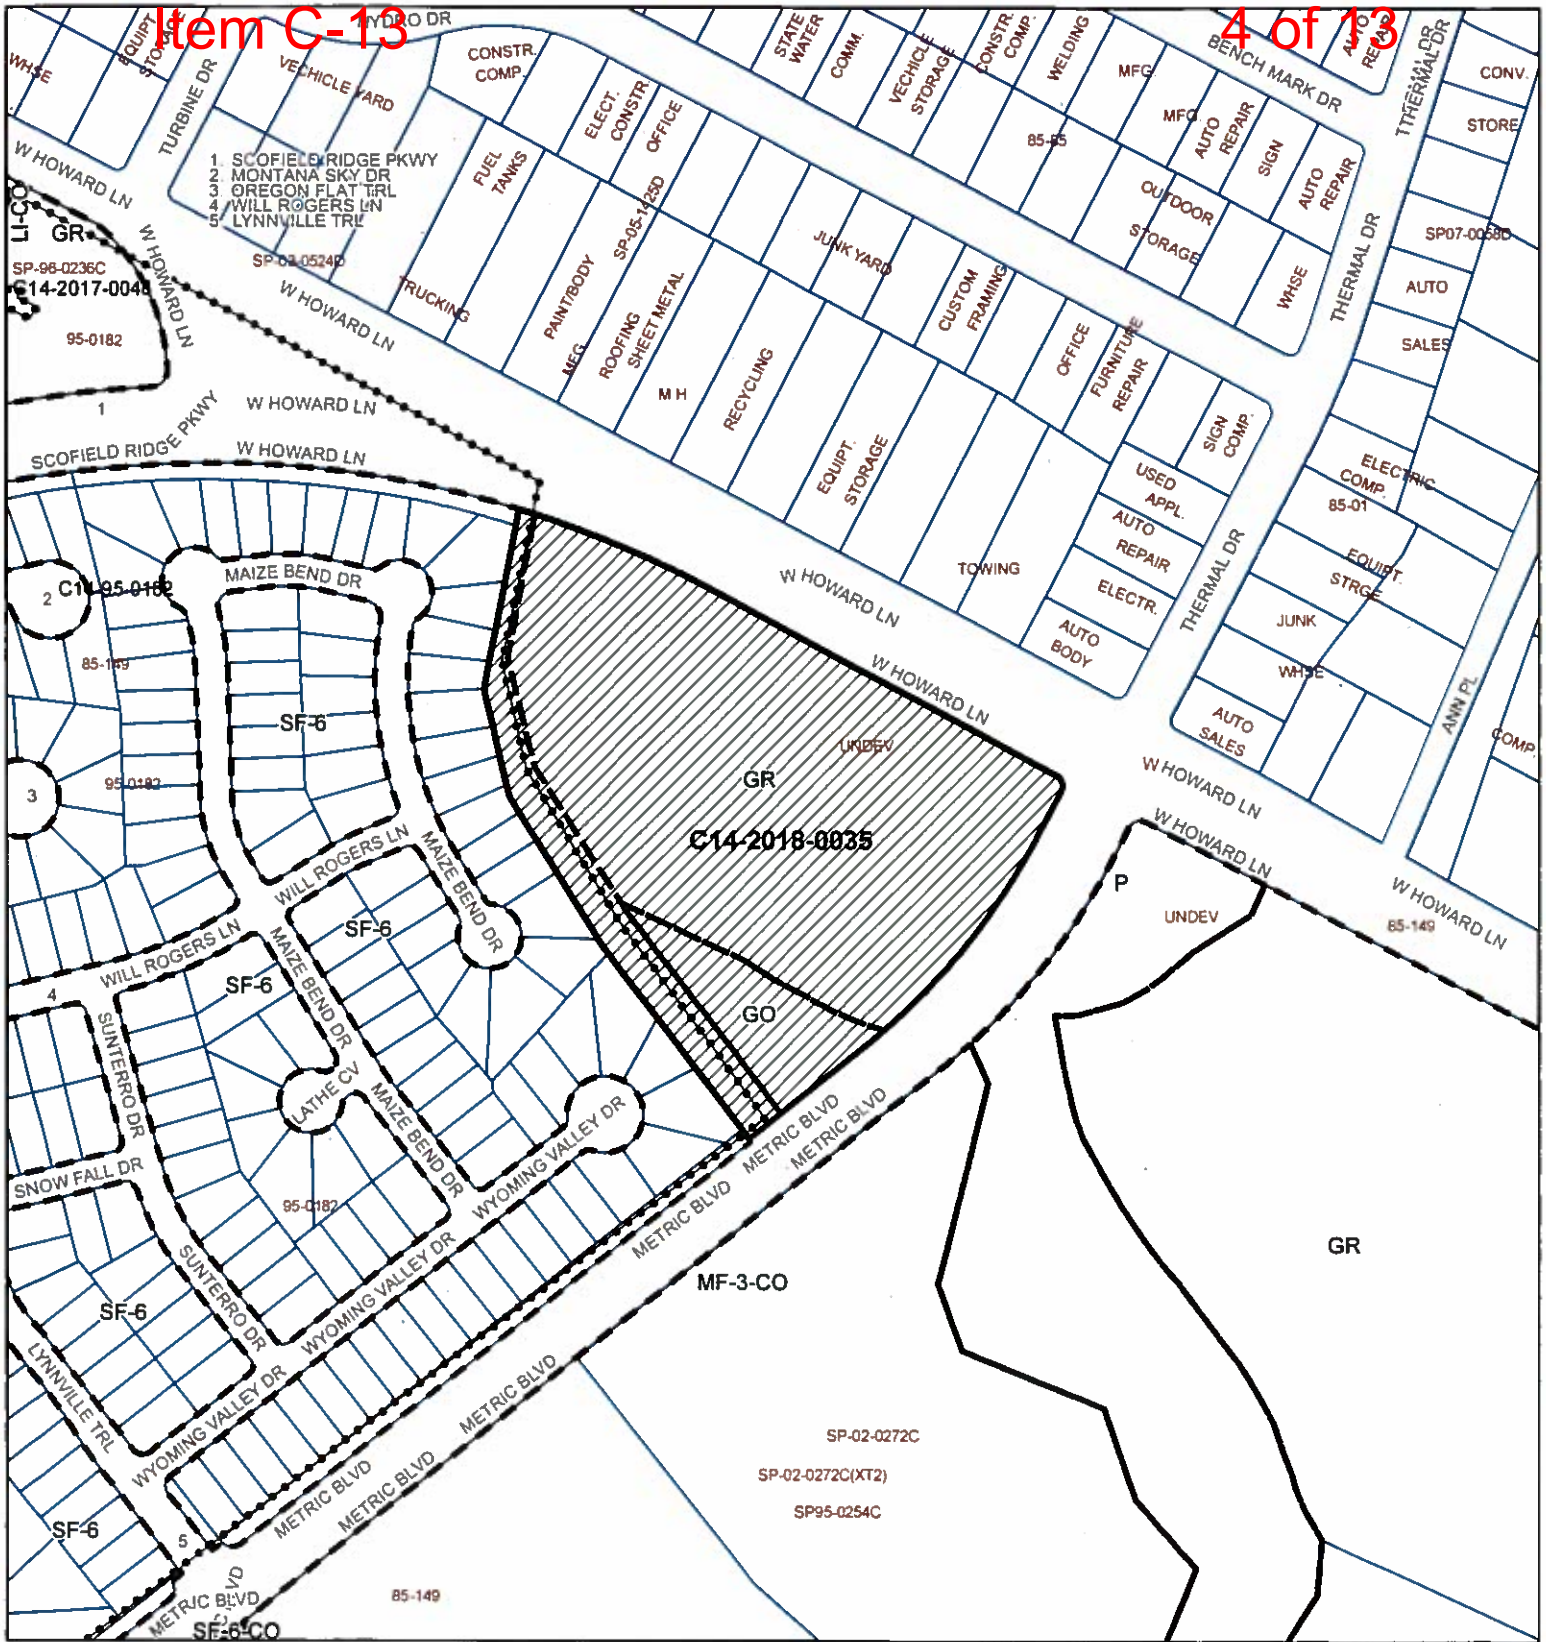 Item C-13
4 of 13
HYDRO DR
WHSE
EQUIPT.
STORAGE
VECHICLE YARD
TURBINE DR
CONSTR.
COMP.
ELECT.
CONSTR.
OFFICE
STATE
WATER
COMM.
VECHICLE
STORAGE
CONSTR.
COMP.
WELDING
MFG.
BENCH MARK DR
AUTO
REPAIR
THERMAL DR
CONV.
STORE
W HOWARD LN
1. SCOFIELD RIDGE PKWY
2. MONTANA SKY DR
3. OREGON FLAT TRL
4. WILL ROGERS LN
5. LYNNVILLE TRL
FUEL
TANKS
85-85
MFG.
AUTO
REPAIR
SIGN
AUTO
REPAIR
OUTDOOR
STORAGE
WHSE
THERMAL DR
SP07-0058D
AUTO
SALES
LI-CO
GR
SP-96-0236C
C14-2017-0048
95-0182
W HOWARD LN
SP-03-0524D
W HOWARD LN
TRUCKING
PAINT/BODY
MFG
SP-05-1425D
ROOFING
SHEET METAL
M H
RECYCLING
JUNK YARD
EQUIPT.
STORAGE
CUSTOM
FRAMING
OFFICE
FURNITURE
REPAIR
SIGN
COMP.
1
SCOFIELD RIDGE PKWY
W HOWARD LN
W HOWARD LN
USED
APPL.
AUTO
REPAIR
ELECTR.
AUTO
BODY
TOWING
ELECTRIC
COMP.
85-01
EQUIPT.
STRGE
JUNK
WHSE
AUTO
SALES
ANN PL
COMP.
THERMAL DR
2
C14-95-0182
85-149
MAIZE BEND DR
SF-6
3
95-0182
W HOWARD LN
W HOWARD LN
UNDEV
GR
C14-2018-0035
W HOWARD LN
W HOWARD LN
W HOWARD LN
P
UNDEV
85-149
WILL ROGERS LN
MAIZE BEND DR
SF-6
WILL ROGERS LN
4
SF-6
MAIZE BEND DR
GO
SUNTERRO DR
LATHE CV
MAIZE BEND DR
SNOW FALL DR
95-0182
WYOMING VALLEY DR
METRIC BLVD
METRIC BLVD
METRIC BLVD
GR
MF-3-CO
SUNTERRO DR
SF-6
WYOMING VALLEY DR
LYNNVILLE TRL
WYOMING VALLEY DR
METRIC BLVD
METRIC BLVD
METRIC BLVD
SP-02-0272C
SP-02-0272C(XT2)
SP95-0254C
SF-6
5
METRIC BLVD
SF-6-CO
85-149